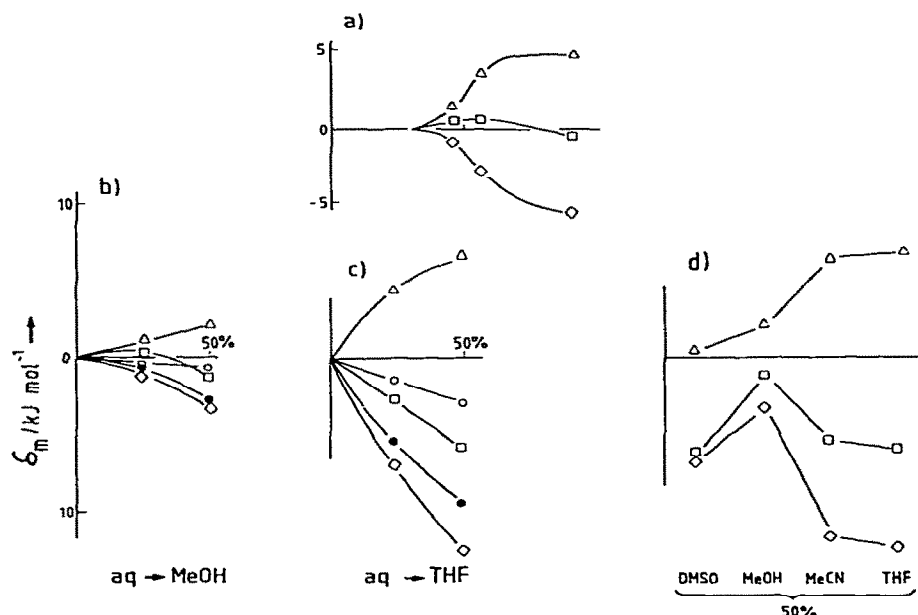 a)
5
0
-5
b)
10
0
10
50%
δm/kJ mol⁻¹ →
aq → MeOH
c)
50%
aq → THF
d)
DMSO MeOH MeCN THF
50%